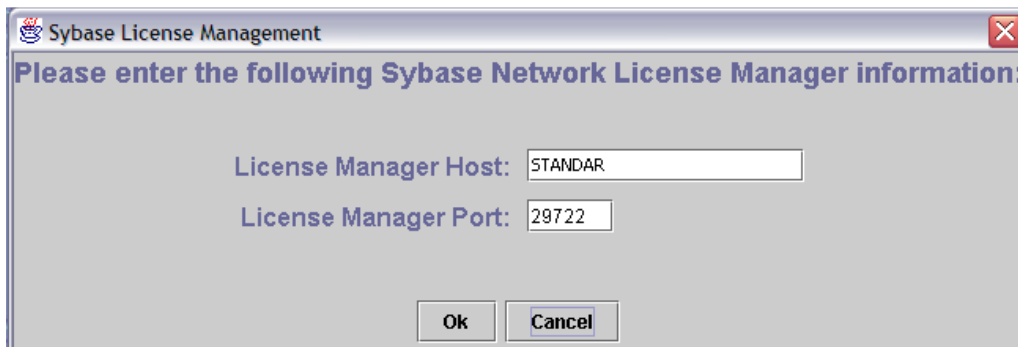 Sybase License Management
Please enter the following Sybase Network License Manager information:
License Manager Host: STANDAR
License Manager Port: 29722
Ok Cancel